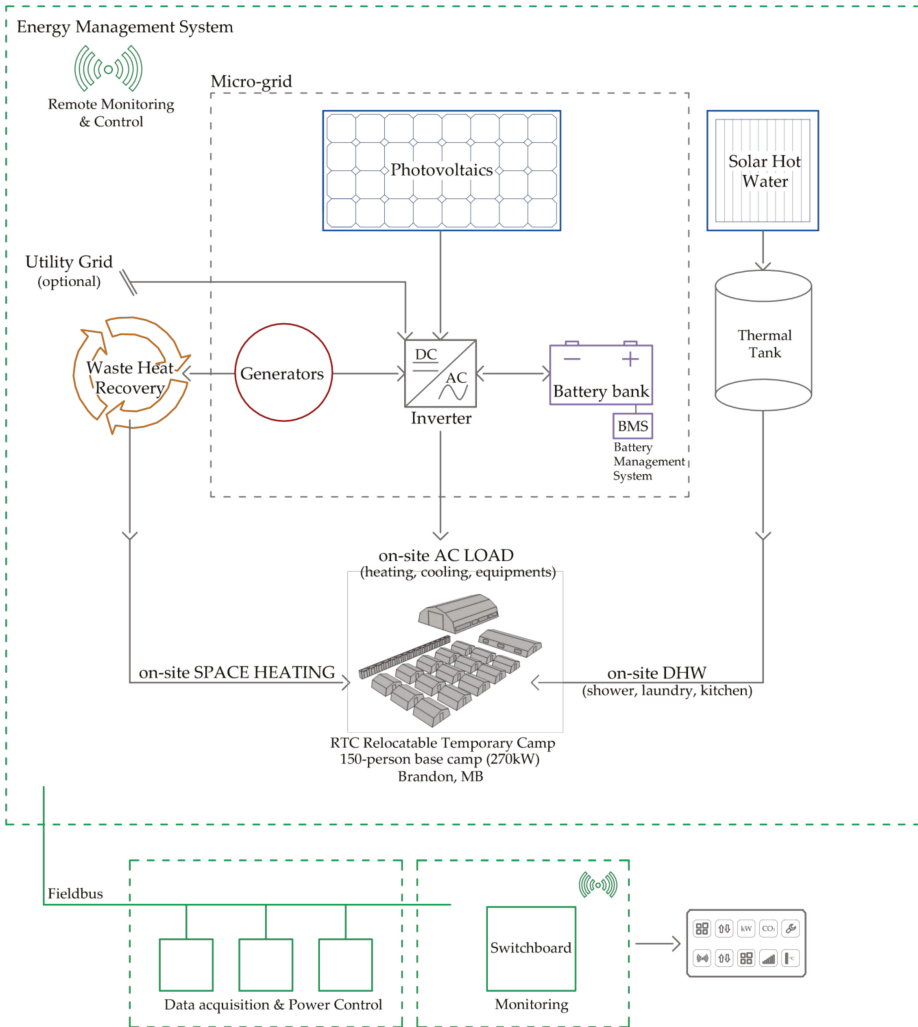 Energy Management System
Remote Monitoring
& Control
Micro-grid
Photovoltaics
Solar Hot
Water
Utility Grid
(optional)
Thermal
Tank
Waste Heat
Recovery
Generators
DC
AC
Inverter
Battery bank
BMS
Battery
Management
System
on-site AC LOAD
(heating, cooling, equipments)
on-site SPACE HEATING
on-site DHW
(shower, laundry, kitchen)
RTC Relocatable Temporary Camp
150-person base camp (270kW)
Brandon, MB
Fieldbus
Switchboard
Data acquisition & Power Control
Monitoring
kW
CO₂
°C